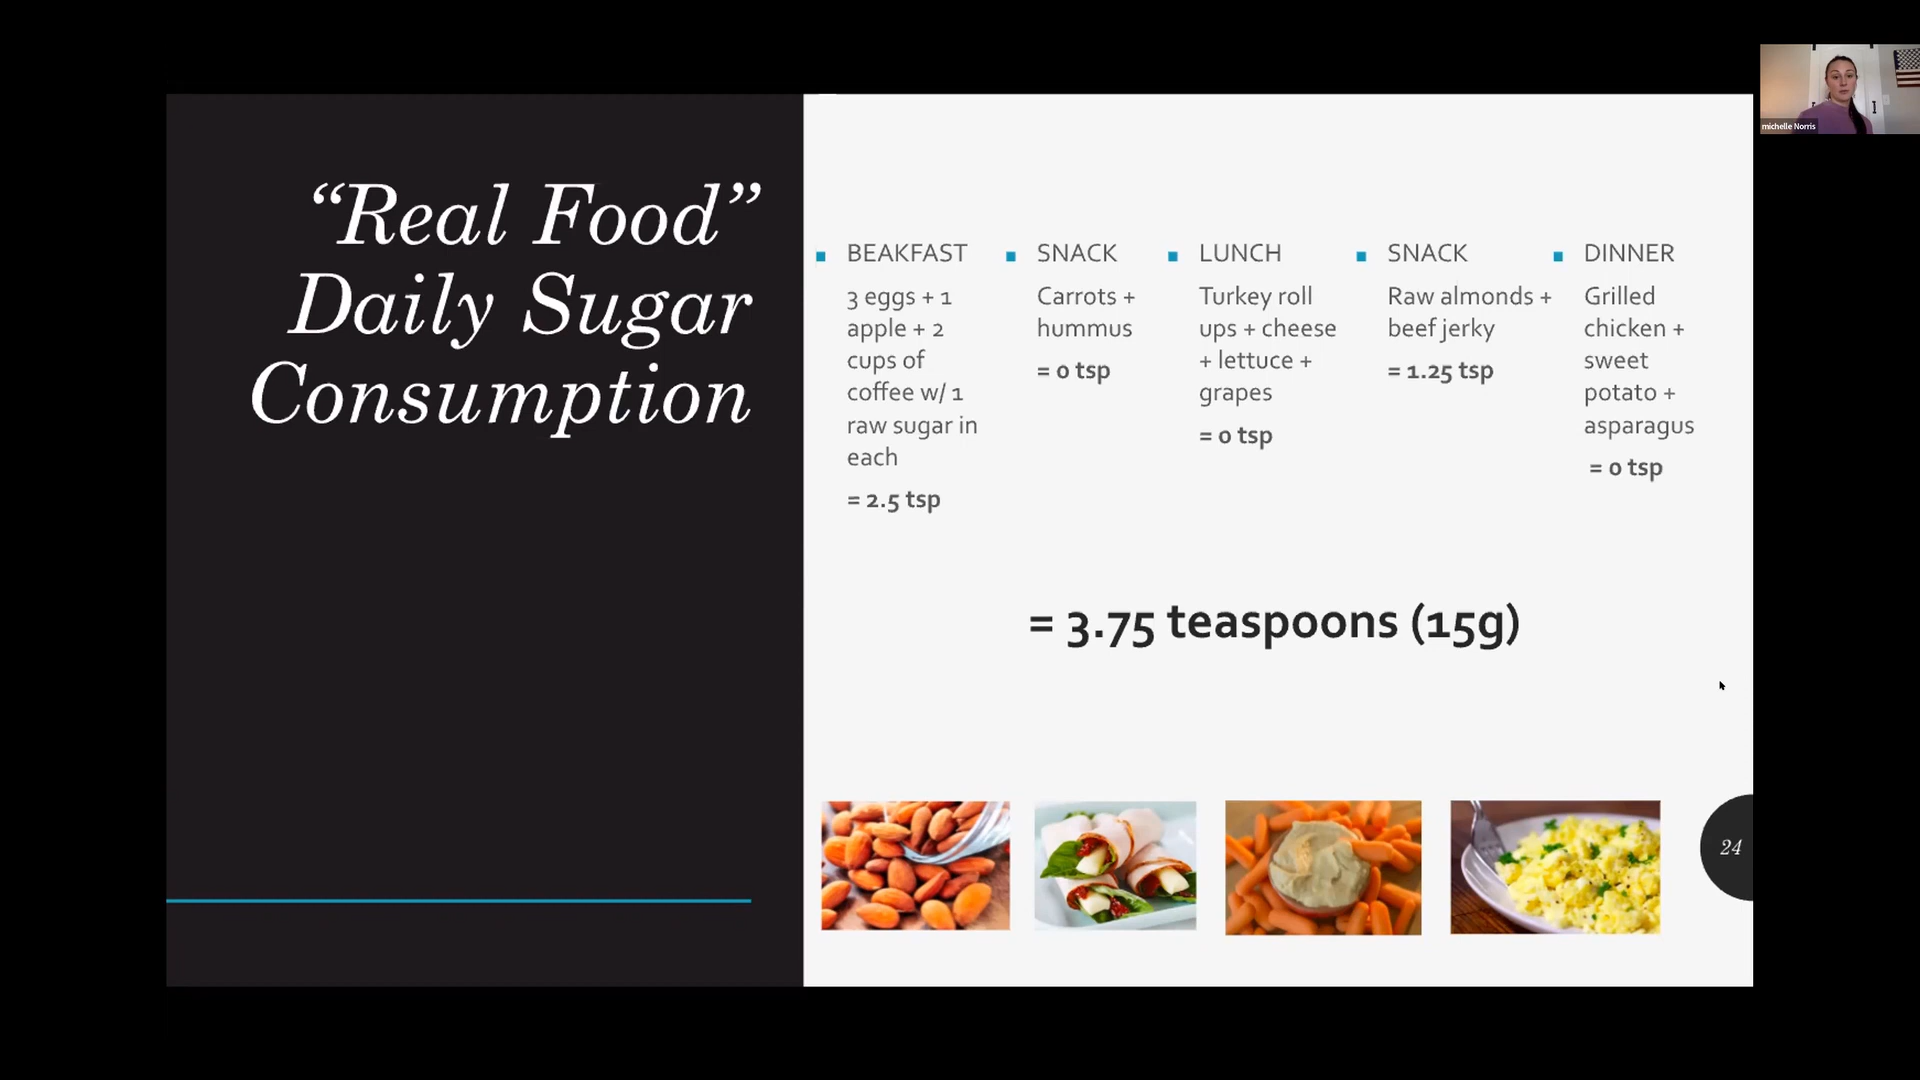 “Real Food”
Daily Sugar
Consumption
BEAKFAST
3 eggs + 1
apple + 2
cups of
coffee w/ 1
raw sugar in
each
= 2.5 tsp
SNACK
Carrots +
hummus
= 0 tsp
LUNCH
Turkey roll
ups + cheese
+ lettuce +
grapes
= 0 tsp
SNACK
Raw almonds +
beef jerky
= 1.25 tsp
DINNER
Grilled
chicken +
sweet
potato +
asparagus
= 0 tsp
= 3.75 teaspoons (15g)
24
michelle Norris